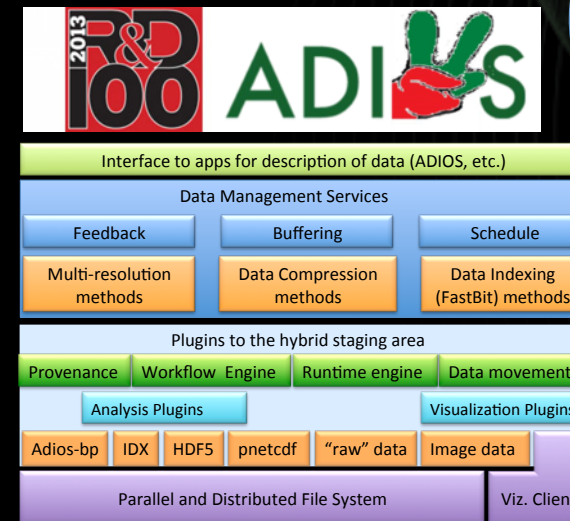 2013
R&D
100
ADIOS
Interface to apps for description of data (ADIOS, etc.)
Data Management Services
Feedback Buffering Schedule
Multi-resolution methods
Data Compression methods
Data Indexing (FastBit) methods
Plugins to the hybrid staging area
Provenance Workflow Engine Runtime engine Data movement
Analysis Plugins Visualization Plugins
Adios-bp IDX HDF5 pnetcdf "raw" data Image data
Parallel and Distributed File System Viz. Clien